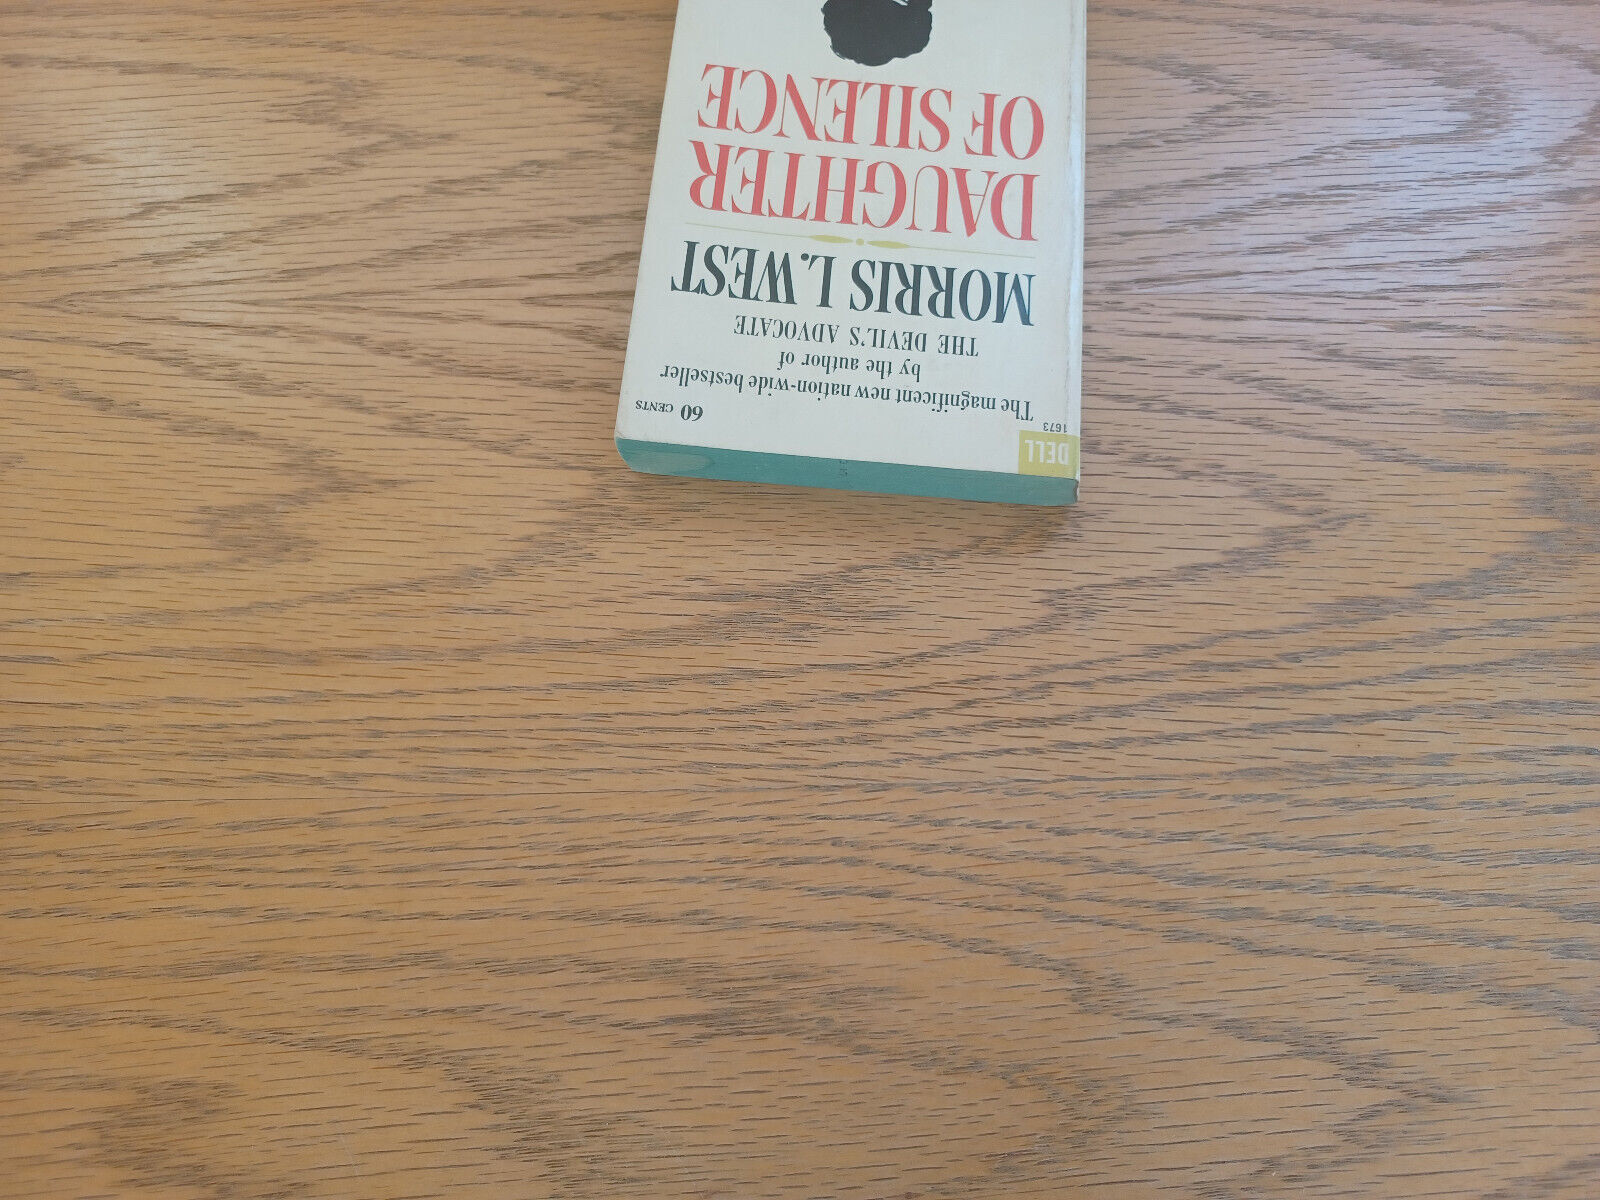 DELL
1673
60 CENTS
The magnificent new nation-wide bestseller
by the author of
THE DEVIL'S ADVOCATE
MORRIS L. WEST
DAUGHTER
OF SILENCE